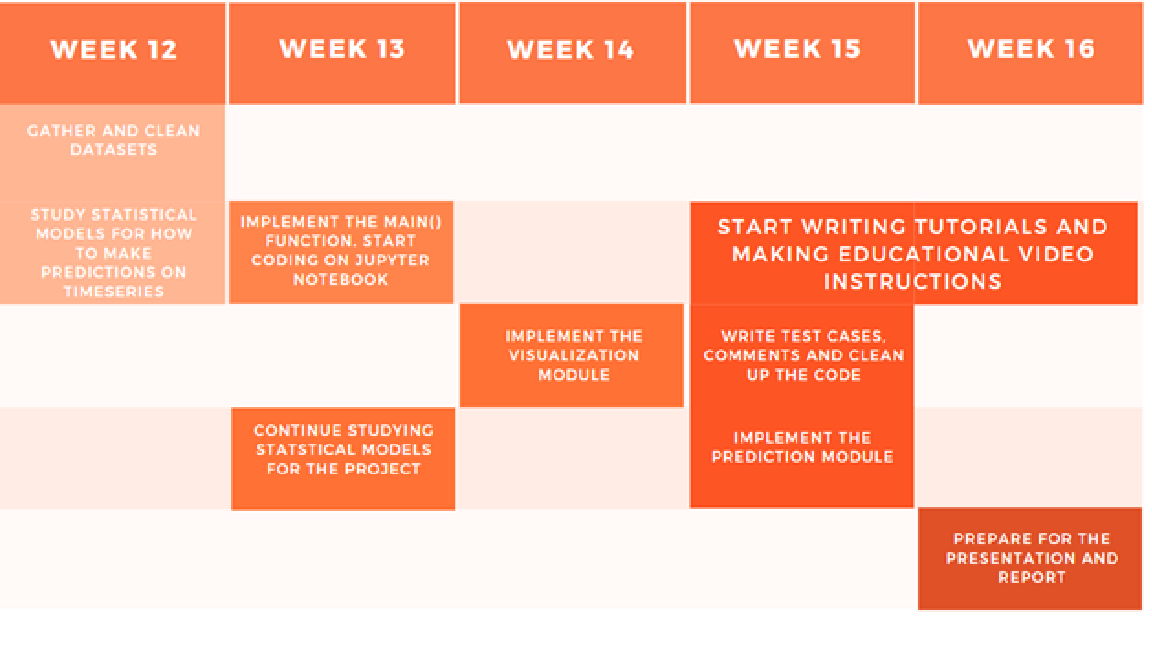 WEEK 12
WEEK 13
WEEK 14
WEEK 15
WEEK 16
GATHER AND CLEAN
DATASETS
STUDY STATISTICAL
MODELS FOR HOW
TO MAKE
PREDICTIONS ON
TIMESERIES
IMPLEMENT THE MAIN()
FUNCTION, START
CODING ON JUPYTER
NOTEBOOK
START WRITING TUTORIALS AND
MAKING EDUCATIONAL VIDEO
INSTRUCTIONS
IMPLEMENT THE
VISUALIZATION
MODULE
WRITE TEST CASES,
COMMENTS AND CLEAN
UP THE CODE
CONTINUE STUDYING
STATSTICAL MODELS
FOR THE PROJECT
IMPLEMENT THE
PREDICTION MODULE
PREPARE FOR THE
PRESENTATION AND
REPORT